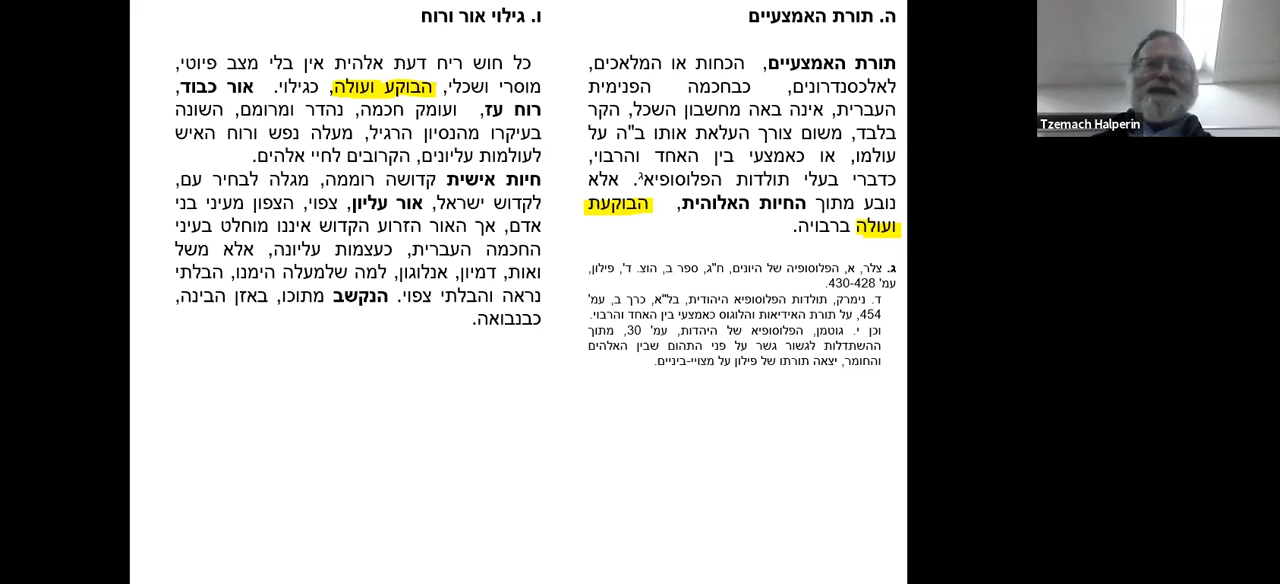 ה. תורת האמצעיים
תורת האמצעיים, הכחות או המלאכים,
לאלכסנדרונים, כבחכמה הפנימית
העברית, אינה באה מחשבון השכל, הקר
בלבד, משום צורך העלאת אותו ב"ה על
עולמו, או כאמצעי בין האחד והרבוי,
כדברי בעלי תולדות הפלוסופיאג. אלא
נובע מתוך החיות האלוהית, הבוקעת
ועולה ברבויה.
ג. צלר, א, הפלוסופיה של היונים, ח"ג, ספר ב, הוצ. ד', פילון,
עמ' 430-428.
ד. נימרק, תולדות הפלוסופיא היהודית, בל"א, כרך ב, עמ'
454, על תורת האידיאות והלוגוס כאמצעי בין האחד והרבוי.
וכן י. גוטמן, הפלוסופיא של היהדות, עמ' 30, מתוך
ההשתדלות לגשור גשר על פני התהום שבין האלהים
והחומר, יצאה תורתו של פילון על מצויי-ביניים.
ו. גילוי אור ורוח
כל חוש ריח דעת אלהית אין בלי מצב פיוטי,
מוסרי ושכלי, הבוקע ועולה, כגילוי. אור כבוד,
רוח עז, ועומק חכמה, נהדר ומרומם, השונה
בעיקרו מהנסיון הרגיל, מעלה נפש ורוח האיש
לעולמות עליונים, הקרובים לחיי אלהים.
חיות אישית קדושה רוממה, מגלה לבחיר עם,
לקדוש ישראל, אור עליון, צפוי, הצפון מעיני בני
אדם, אך האור הזרוע הקדוש איננו מוחלט בעיני
החכמה העברית, כעצמות עליונה, אלא משל
ואות, דמיון, אנלוגון, למה שלמעלה הימנו, הבלתי
נראה והבלתי צפוי. הנקשב מתוכו, באזן הבינה,
כבנבואה.
Tzemach Halperin